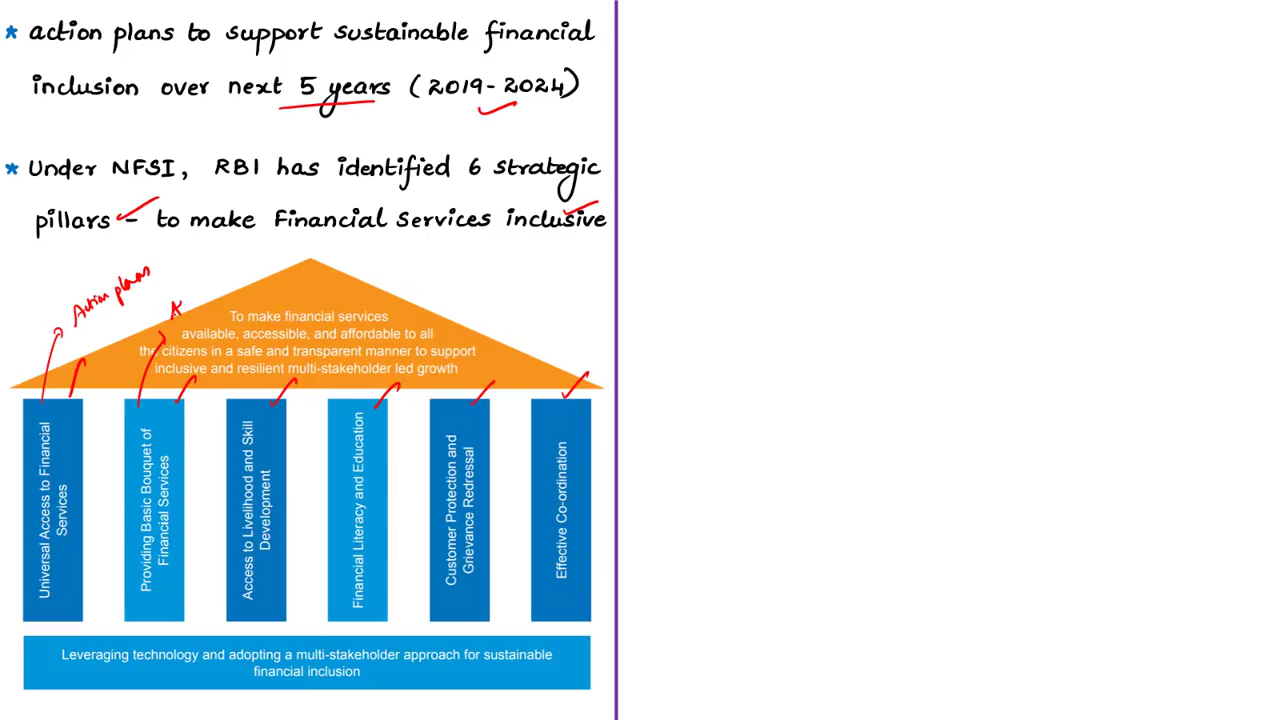 * action plans to support sustainable financial
inclusion over next 5 years (2019-2024)
* Under NFSI, RBI has identified 6 strategic
pillars - to make Financial Services inclusive
Action plans
A
To make financial services
available, accessible, and affordable to all
the citizens in a safe and transparent manner to support
inclusive and resilient multi-stakeholder led growth
Universal Access to Financial
Services
Providing Basic Bouquet of
Financial Services
Access to Livelihood and Skill
Development
Financial Literacy and Education
Customer Protection and
Grievance Redressal
Effective Co-ordination
Leveraging technology and adopting a multi-stakeholder approach for sustainable
financial inclusion